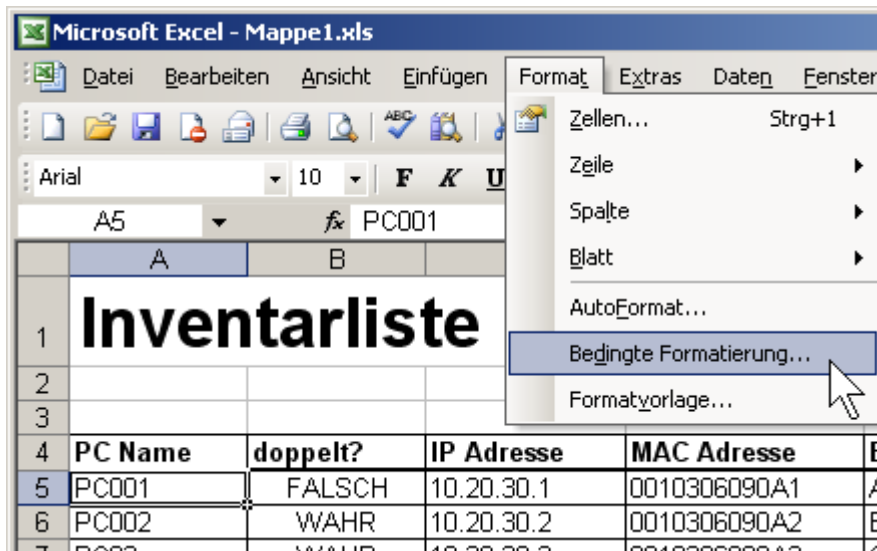 Microsoft Excel - Mappe1.xls
Datei Bearbeiten Ansicht Einfügen Format Extras Daten Fenster
ABC
Zellen... Strg+1
Arial 10 F K U
Zeile
A5 fx PC001
Spalte
A B
Blatt
1 Inventarliste
AutoFormat...
Bedingte Formatierung...
2
Formatvorlage...
3
4 PC Name doppelt? IP Adresse MAC Adresse
5 PC001 FALSCH 10.20.30.1 0010306090A1
6 PC002 WAHR 10.20.30.2 0010306090A2